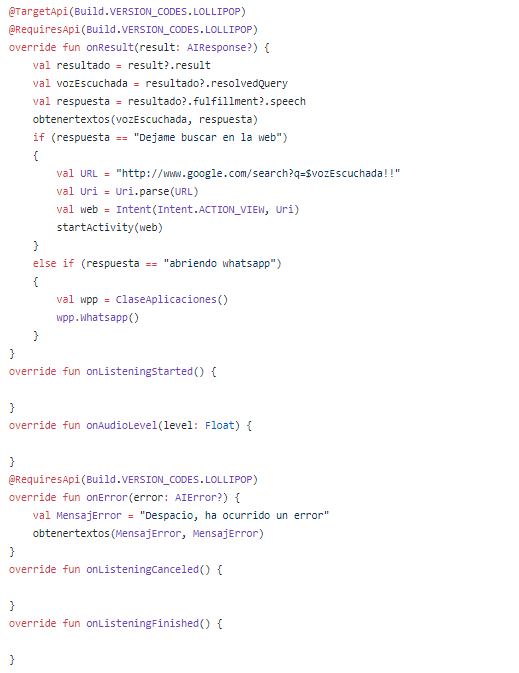 @TargetApi(Build.VERSION_CODES.LOLLIPOP)
@RequiresApi(Build.VERSION_CODES.LOLLIPOP)
override fun onResult(result: AIResponse?) {
    val resultado = result?.result
    val vozEscuchada = resultado?.resolvedQuery
    val respuesta = resultado?.fulfillment?.speech
    obtenertextos(vozEscuchada, respuesta)
    if (respuesta == "Dejame buscar en la web")
    {
        val URL = "http://www.google.com/search?q=$vozEscuchada!!"
        val Uri = Uri.parse(URL)
        val web = Intent(Intent.ACTION_VIEW, Uri)
        startActivity(web)
    }
    else if (respuesta == "abriendo whatsapp")
    {
        val wpp = ClaseAplicaciones()
        wpp.Whatsapp()
    }
}
override fun onListeningStarted() {

}
override fun onAudioLevel(level: Float) {

}
@RequiresApi(Build.VERSION_CODES.LOLLIPOP)
override fun onError(error: AIError?) {
    val MensajError = "Despacio, ha ocurrido un error"
    obtenertextos(MensajError, MensajError)
}
override fun onListeningCanceled() {

}
override fun onListeningFinished() {

}